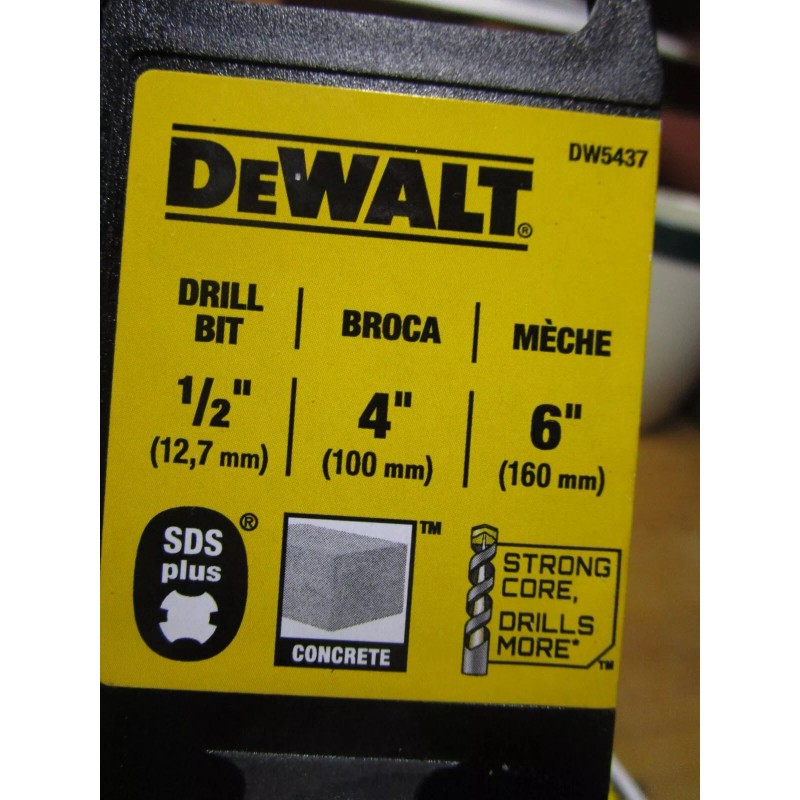 DEWALT®
DW5437
DRILL BIT | BROCA | MÈCHE
1/2" | 4" | 6"
(12,7 mm) | (100 mm) | (160 mm)
SDS plus ®
CONCRETE ™
STRONG
CORE,
DRILLS
MORE* ™